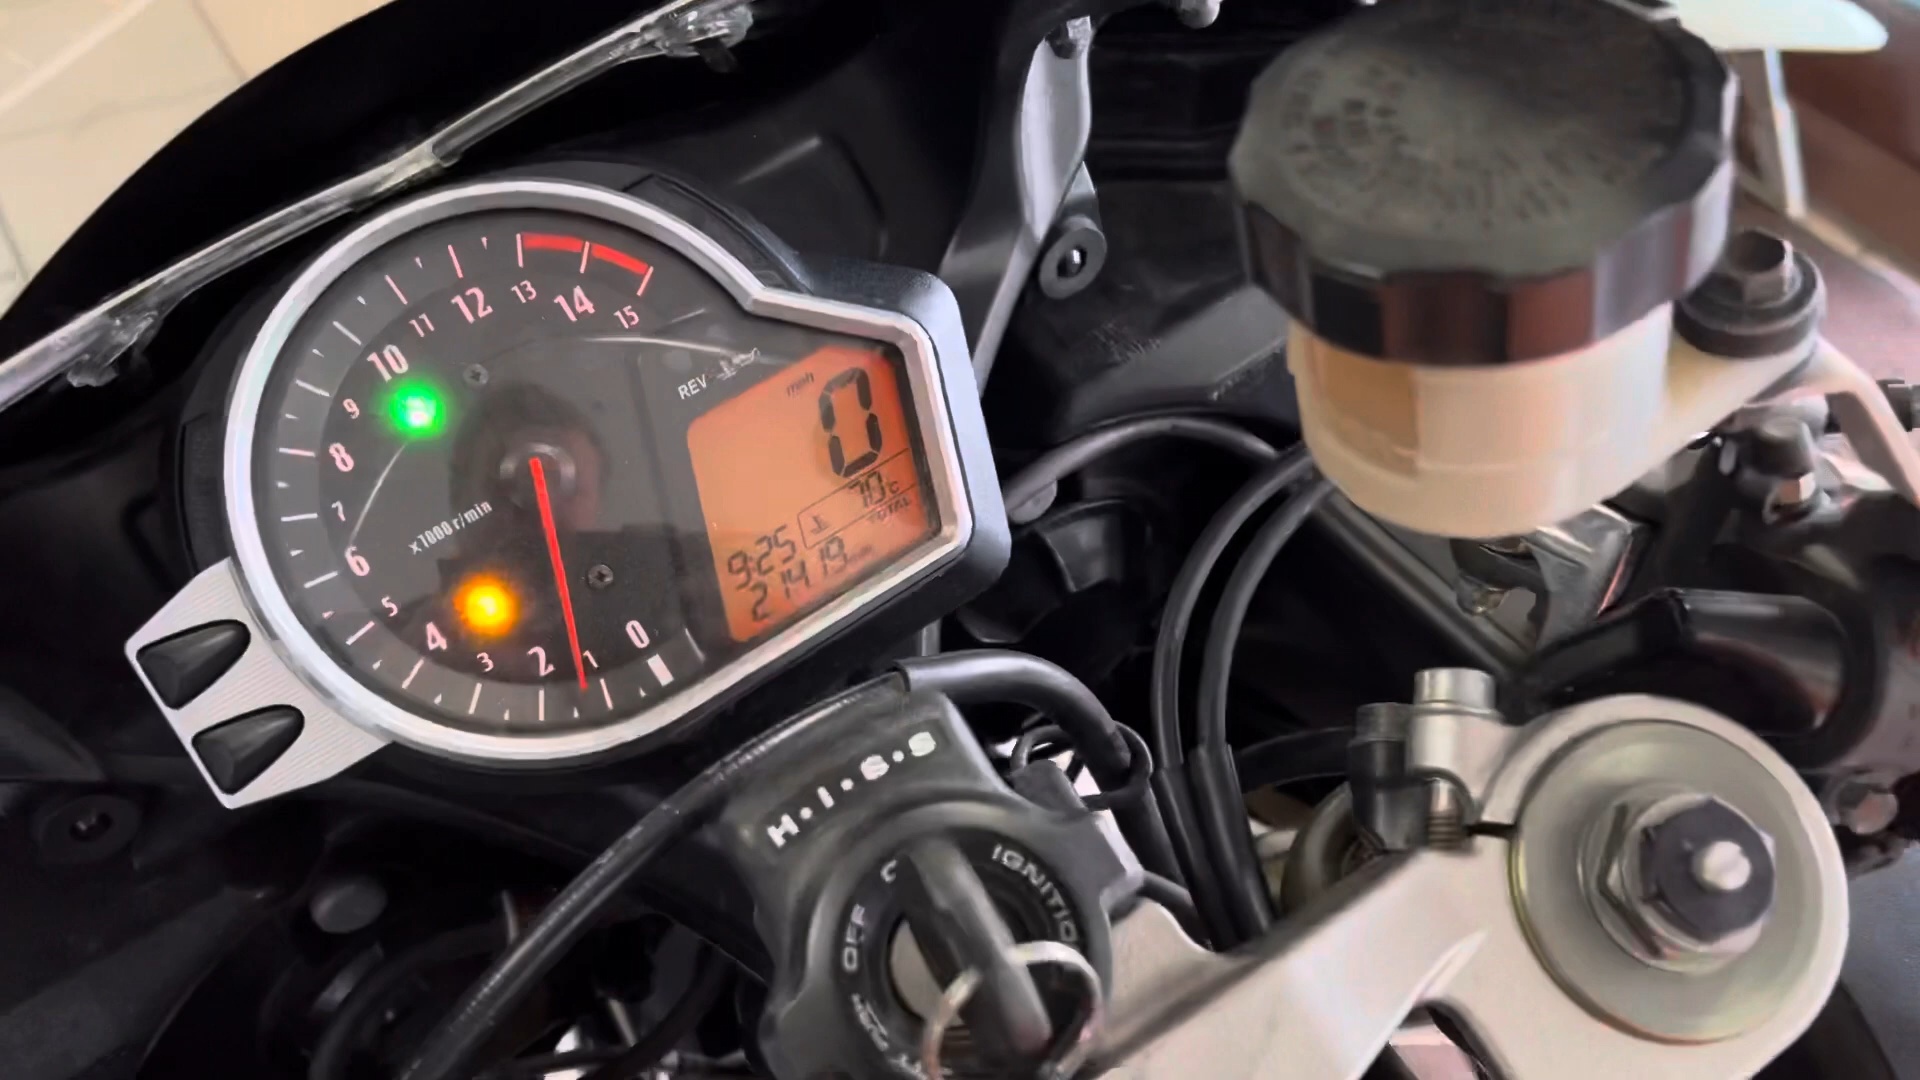 15
14
13
12
11
10
9
8
7
6
5
4
3
2
1
0
x1000 r/min
REV
mph
0
70°C
TOTAL
9:25
21419
H·I·S·S
IGNITION
OFF